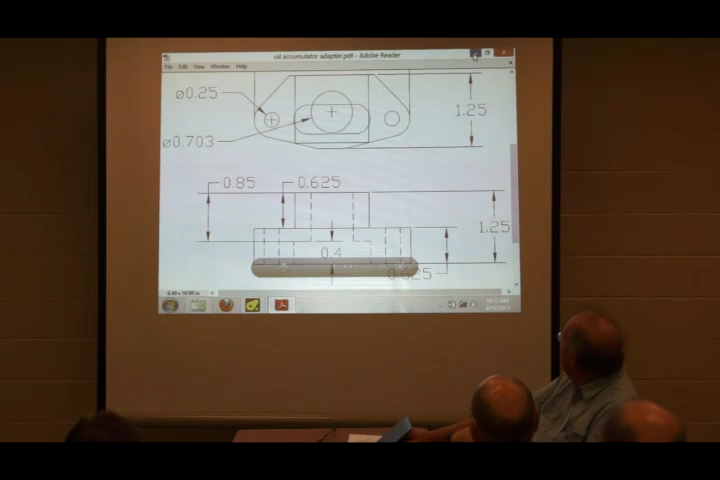 oil accumulator adapter.pdf - Adobe Reader
File Edit View Window Help
ø0.25
1.25
ø0.703
0.85
0.625
1.25
0.4
0.625